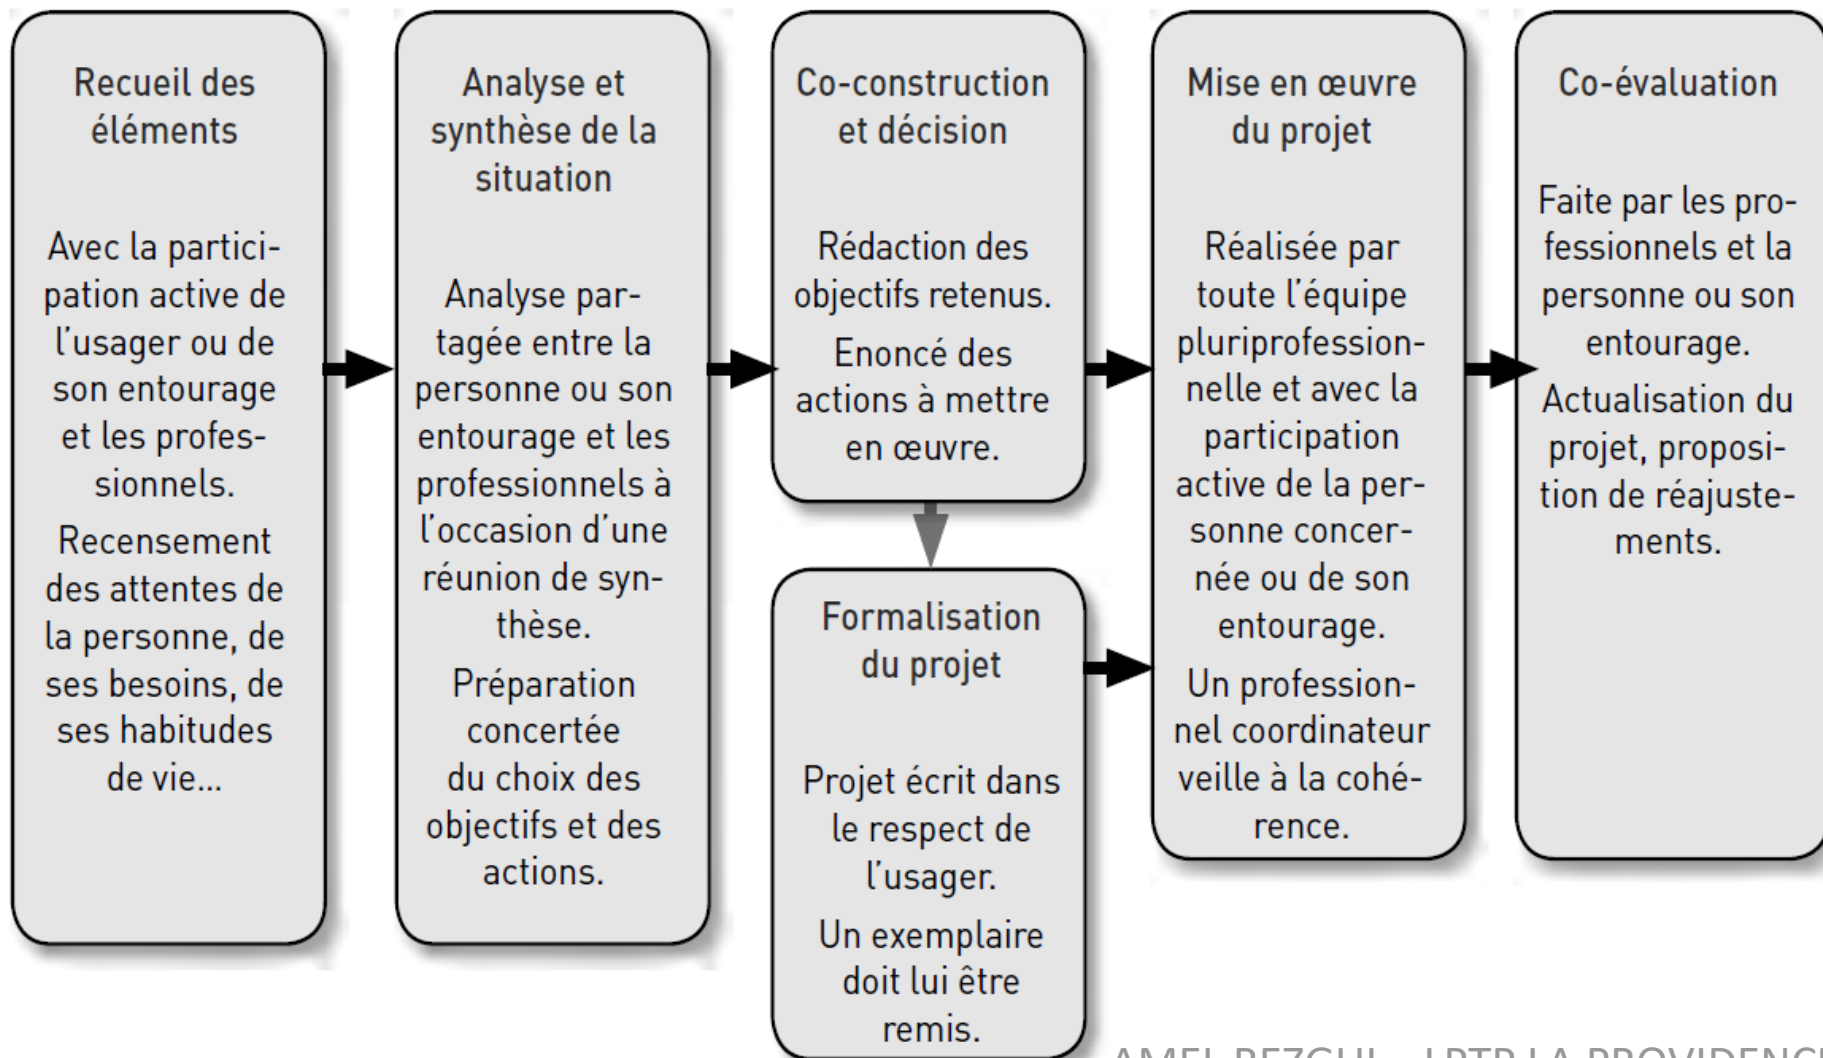 Recueil des
éléments
Avec la partici-
pation active de
l'usager ou de
son entourage
et les profes-
sionnels.
Recensement
des attentes de
la personne, de
ses besoins, de
ses habitudes
de vie...
Analyse et
synthèse de la
situation
Analyse par-
tagée entre la
personne ou son
entourage et les
professionnels à
l'occasion d'une
réunion de syn-
thèse.
Préparation
concertée
du choix des
objectifs et des
actions.
Co-construction
et décision
Rédaction des
objectifs retenus.
Enoncé des
actions à mettre
en œuvre.
Formalisation
du projet
Projet écrit dans
le respect de
l'usager.
Un exemplaire
doit lui être
remis.
Mise en œuvre
du projet
Réalisée par
toute l'équipe
pluriprofession-
nelle et avec la
participation
active de la per-
sonne concer-
née ou de son
entourage.
Un profession-
nel coordinateur
veille à la cohé-
rence.
Co-évaluation
Faite par les pro-
fessionnels et la
personne ou son
entourage.
Actualisation du
projet, proposi-
tion de réajuste-
ments.
LA PROVIDENCE